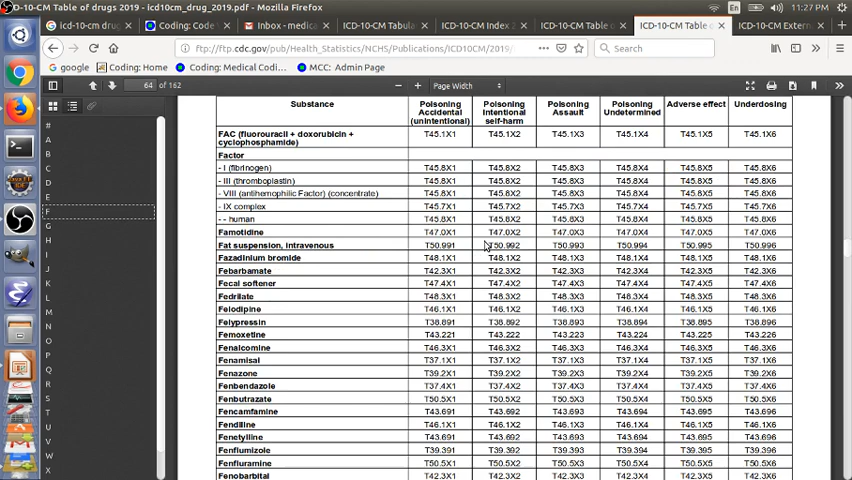 D-10-CM Table of drugs 2019 - icd10cm_drug_2019.pdf - Mozilla Firefox
En
11:27 PM
icd-10-cm drug
Coding: Code
Inbox - medica
ICD-10-CM Tabula
ICD-10-CM Index 2
ICD-10-CM Table o
ICD-10-CM Table
ICD-10-CM Extern
ftp://ftp.cdc.gov/pub/Health_Statistics/NCHS/Publications/ICD10CM/2019/
Search
google
Coding: Home
Coding: Medical Codi...
MCC: Admin Page
64 of 162
Page Width
#
A
B
C
D
E
F
G
H
I
J
K
L
M
N
O
P
Q
R
S
T
U
V
W
X
Substance Poisoning Accidental (unintentional) Poisoning Intentional self-harm Poisoning Assault Poisoning Undetermined Adverse effect Underdosing
FAC (fluorouracil + doxorubicin + cyclophosphamide) T45.1X1 T45.1X2 T45.1X3 T45.1X4 T45.1X5 T45.1X6
Factor
- I (fibrinogen) T45.8X1 T45.8X2 T45.8X3 T45.8X4 T45.8X5 T45.8X6
- III (thromboplastin) T45.8X1 T45.8X2 T45.8X3 T45.8X4 T45.8X5 T45.8X6
- VIII (antihemophilic Factor) (concentrate) T45.8X1 T45.8X2 T45.8X3 T45.8X4 T45.8X5 T45.8X6
- IX complex T45.7X1 T45.7X2 T45.7X3 T45.7X4 T45.7X5 T45.7X6
- - human T45.8X1 T45.8X2 T45.8X3 T45.8X4 T45.8X5 T45.8X6
Famotidine T47.0X1 T47.0X2 T47.0X3 T47.0X4 T47.0X5 T47.0X6
Fat suspension, intravenous T50.991 T50.992 T50.993 T50.994 T50.995 T50.996
Fazadinium bromide T48.1X1 T48.1X2 T48.1X3 T48.1X4 T48.1X5 T48.1X6
Febarbamate T42.3X1 T42.3X2 T42.3X3 T42.3X4 T42.3X5 T42.3X6
Fecal softener T47.4X1 T47.4X2 T47.4X3 T47.4X4 T47.4X5 T47.4X6
Fedrilate T48.3X1 T48.3X2 T48.3X3 T48.3X4 T48.3X5 T48.3X6
Felodipine T46.1X1 T46.1X2 T46.1X3 T46.1X4 T46.1X5 T46.1X6
Felypressin T38.891 T38.892 T38.893 T38.894 T38.895 T38.896
Femoxetine T43.221 T43.222 T43.223 T43.224 T43.225 T43.226
Fenalcomine T46.3X1 T46.3X2 T46.3X3 T46.3X4 T46.3X5 T46.3X6
Fenamisal T37.1X1 T37.1X2 T37.1X3 T37.1X4 T37.1X5 T37.1X6
Fenazone T39.2X1 T39.2X2 T39.2X3 T39.2X4 T39.2X5 T39.2X6
Fenbendazole T37.4X1 T37.4X2 T37.4X3 T37.4X4 T37.4X5 T37.4X6
Fenbutrazate T50.5X1 T50.5X2 T50.5X3 T50.5X4 T50.5X5 T50.5X6
Fencamfamine T43.691 T43.692 T43.693 T43.694 T43.695 T43.696
Fendiline T46.1X1 T46.1X2 T46.1X3 T46.1X4 T46.1X5 T46.1X6
Fenetylline T43.691 T43.692 T43.693 T43.694 T43.695 T43.696
Fenflumizole T39.391 T39.392 T39.393 T39.394 T39.395 T39.396
Fenfluramine T50.5X1 T50.5X2 T50.5X3 T50.5X4 T50.5X5 T50.5X6
Fenobarbital T42.3X1 T42.3X2 T42.3X3 T42.3X4 T42.3X5 T42.3X6